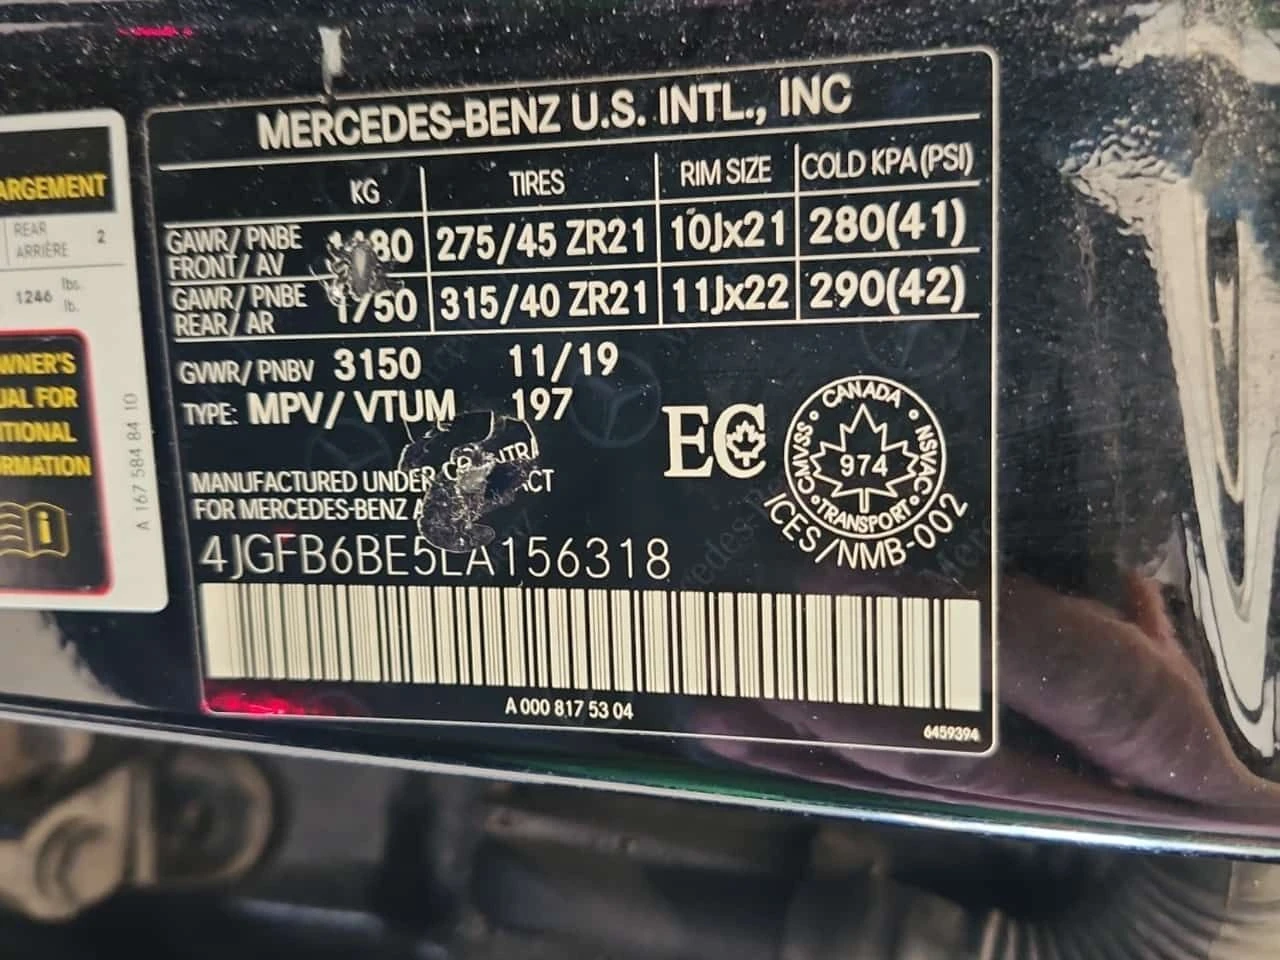 MERCEDES-BENZ U.S. INTL., INC
KG TIRES RIM SIZE COLD KPA (PSI)
GAWR/ PNBE FRONT/ AV 275/45 ZR21 10Jx21 280(41)
GAWR/ PNBE REAR/ AR 1750 315/40 ZR21 11Jx22 290(42)
GVWR/ PNBV 3150 11/19
TYPE: MPV/ VTUM 197
MANUFACTURED UNDER
FOR MERCEDES-BENZ
4JGFB6BE5LA156318
A 000 817 53 04
6459394
EC
CANADA
CMVSS NSVAC
974
TRANSPORT
ICES/NMB-002
ARGEMENT
REAR 2
ARRIÈRE
1246 lbs.
lb.
WNER'S
UAL FOR
ITIONAL
RMATION
i
A 167 584 84 10